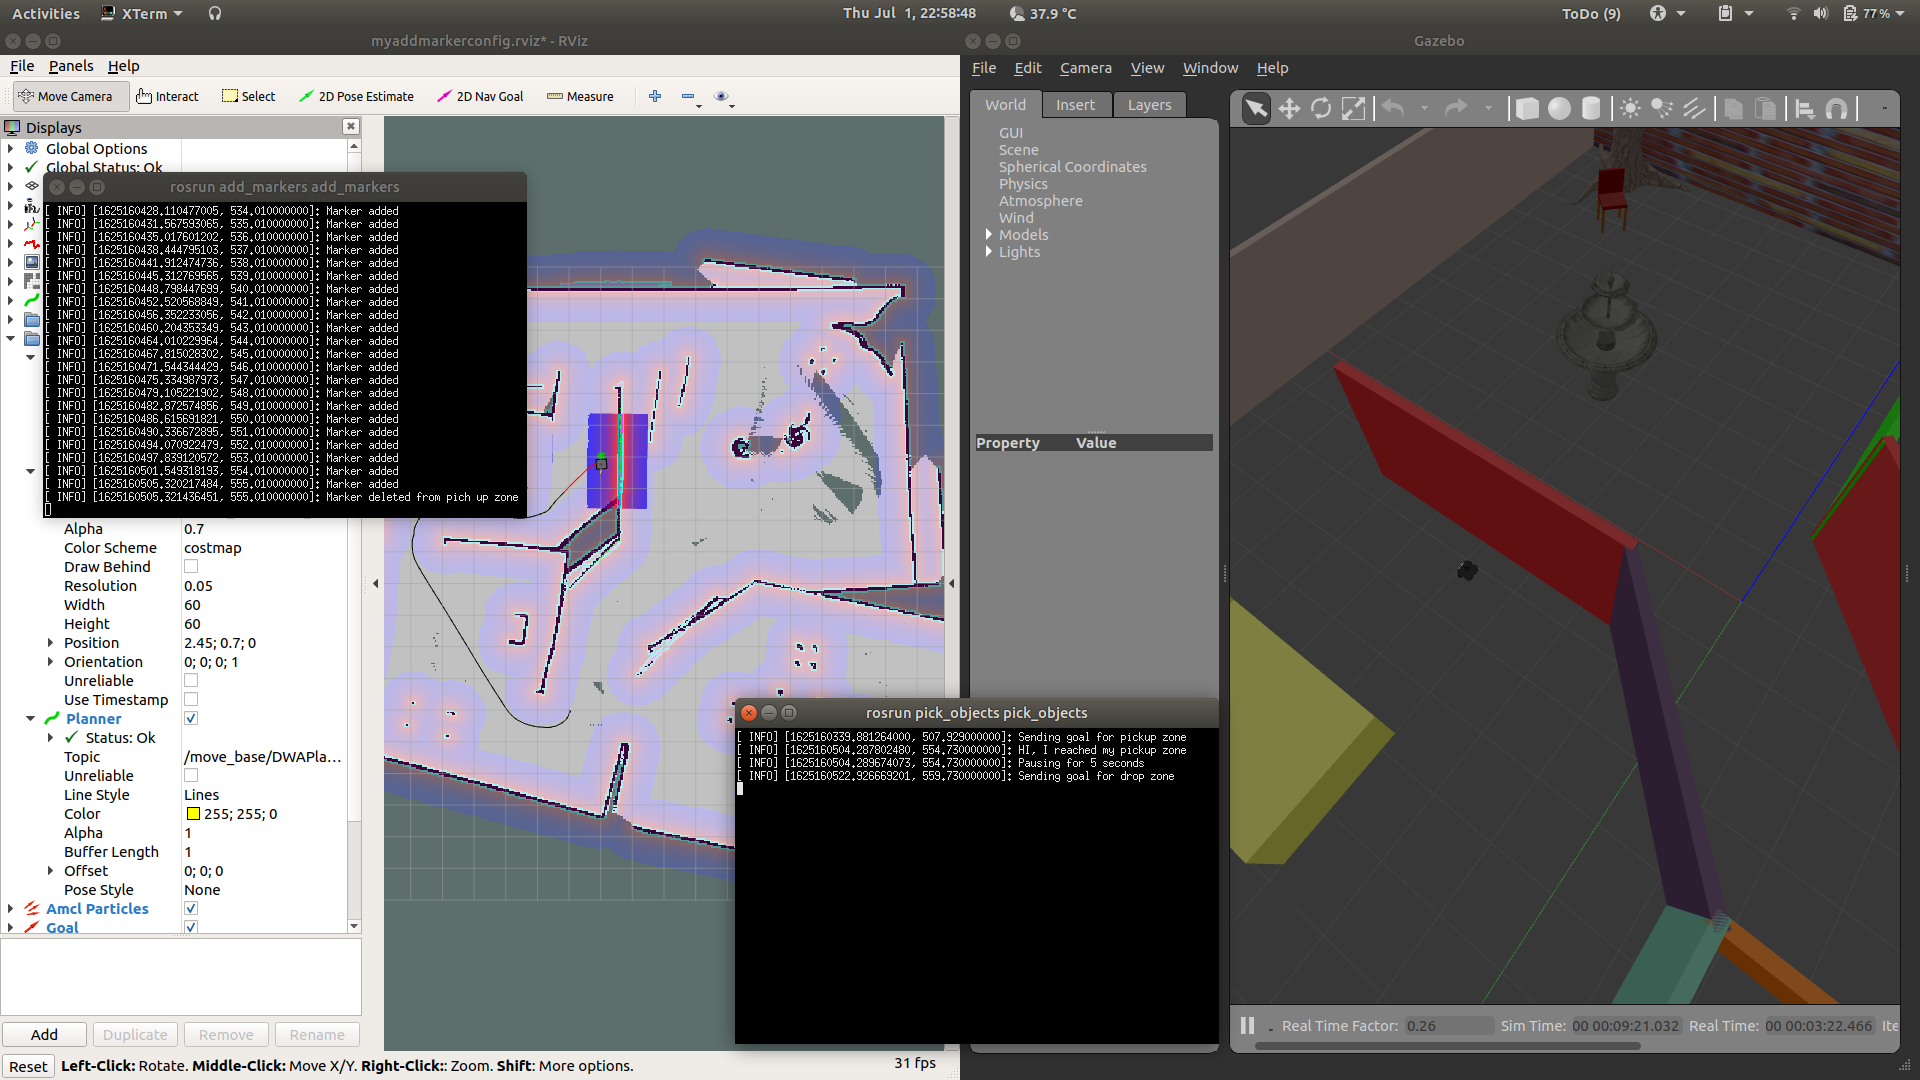 Activities XTerm Thu Jul 1, 22:58:48 37.9 °C ToDo (9) 77 %
myaddmarkerconfig.rviz* - RViz
File Panels Help
Move Camera Interact Select 2D Pose Estimate 2D Nav Goal Measure
Displays
Global Options
Global Status: Ok
rosrun add_markers add_markers
[ INFO] [1625160428.110477005, 534.010000000]: Marker added
[ INFO] [1625160431.567593065, 535.010000000]: Marker added
[ INFO] [1625160435.017601202, 536.010000000]: Marker added
[ INFO] [1625160438.444795103, 537.010000000]: Marker added
[ INFO] [1625160441.912474736, 538.010000000]: Marker added
[ INFO] [1625160445.312769565, 539.010000000]: Marker added
[ INFO] [1625160448.798447699, 540.010000000]: Marker added
[ INFO] [1625160452.520568849, 541.010000000]: Marker added
[ INFO] [1625160456.352233056, 542.010000000]: Marker added
[ INFO] [1625160460.204353349, 543.010000000]: Marker added
[ INFO] [1625160464.010229964, 544.010000000]: Marker added
[ INFO] [1625160467.815028302, 545.010000000]: Marker added
[ INFO] [1625160471.544344429, 546.010000000]: Marker added
[ INFO] [1625160475.334987973, 547.010000000]: Marker added
[ INFO] [1625160479.105221902, 548.010000000]: Marker added
[ INFO] [1625160482.872574856, 549.010000000]: Marker added
[ INFO] [1625160486.615691821, 550.010000000]: Marker added
[ INFO] [1625160490.336672895, 551.010000000]: Marker added
[ INFO] [1625160494.070922479, 552.010000000]: Marker added
[ INFO] [1625160497.839120572, 553.010000000]: Marker added
[ INFO] [1625160501.549318193, 554.010000000]: Marker added
[ INFO] [1625160505.320217484, 555.010000000]: Marker added
[ INFO] [1625160505.321436451, 555.010000000]: Marker deleted from pich up zone
Alpha 0.7
Color Scheme costmap
Draw Behind
Resolution 0.05
Width 60
Height 60
Position 2.45; 0.7; 0
Orientation 0; 0; 0; 1
Unreliable
Use Timestamp
Planner
Status: Ok
Topic /move_base/DWAPla...
Unreliable
Line Style Lines
Color 255; 255; 0
Alpha 1
Buffer Length 1
Offset 0; 0; 0
Pose Style None
Amcl Particles
Goal
Add Duplicate Remove Rename
Reset Left-Click: Rotate. Middle-Click: Move X/Y. Right-Click:: Zoom. Shift: More options. 31 fps
rosrun pick_objects pick_objects
[ INFO] [1625160339.881264000, 507.929000000]: Sending goal for pickup zone
[ INFO] [1625160504.287802480, 554.730000000]: HI, I reached my pickup zone
[ INFO] [1625160504.289674073, 554.730000000]: Pausing for 5 seconds
[ INFO] [1625160522.926669201, 559.730000000]: Sending goal for drop zone
Gazebo
File Edit Camera View Window Help
World Insert Layers
GUI
Scene
Spherical Coordinates
Physics
Atmosphere
Wind
Models
Lights
Property Value
Real Time Factor: 0.26 Sim Time: 00 00:09:21.032 Real Time: 00 00:03:22.466 Ite